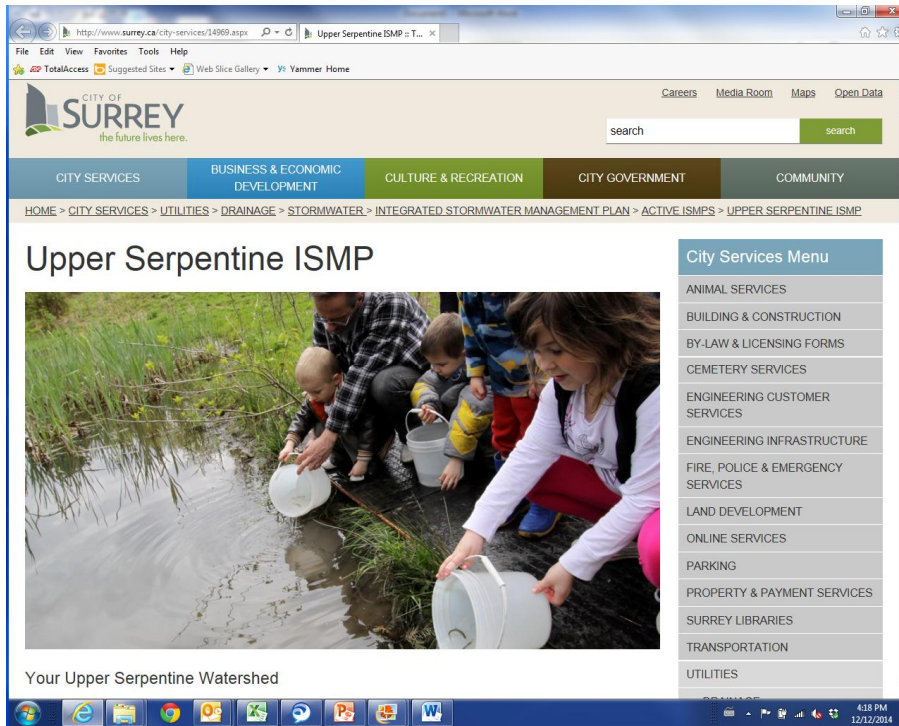 http://www.surrey.ca/city-services/14969.aspx
Upper Serpentine ISMP :: T...
File Edit View Favorites Tools Help
TotalAccess Suggested Sites Web Slice Gallery Yammer Home
CITY OF
SURREY
the future lives here.
Careers Media Room Maps Open Data
search search
CITY SERVICES BUSINESS & ECONOMIC DEVELOPMENT CULTURE & RECREATION CITY GOVERNMENT COMMUNITY
HOME > CITY SERVICES > UTILITIES > DRAINAGE > STORMWATER > INTEGRATED STORMWATER MANAGEMENT PLAN > ACTIVE ISMPS > UPPER SERPENTINE ISMP
Upper Serpentine ISMP
City Services Menu
ANIMAL SERVICES
BUILDING & CONSTRUCTION
BY-LAW & LICENSING FORMS
CEMETERY SERVICES
ENGINEERING CUSTOMER
SERVICES
ENGINEERING INFRASTRUCTURE
FIRE, POLICE & EMERGENCY
SERVICES
LAND DEVELOPMENT
ONLINE SERVICES
PARKING
PROPERTY & PAYMENT SERVICES
SURREY LIBRARIES
TRANSPORTATION
UTILITIES
Your Upper Serpentine Watershed
4:18 PM
12/12/2014